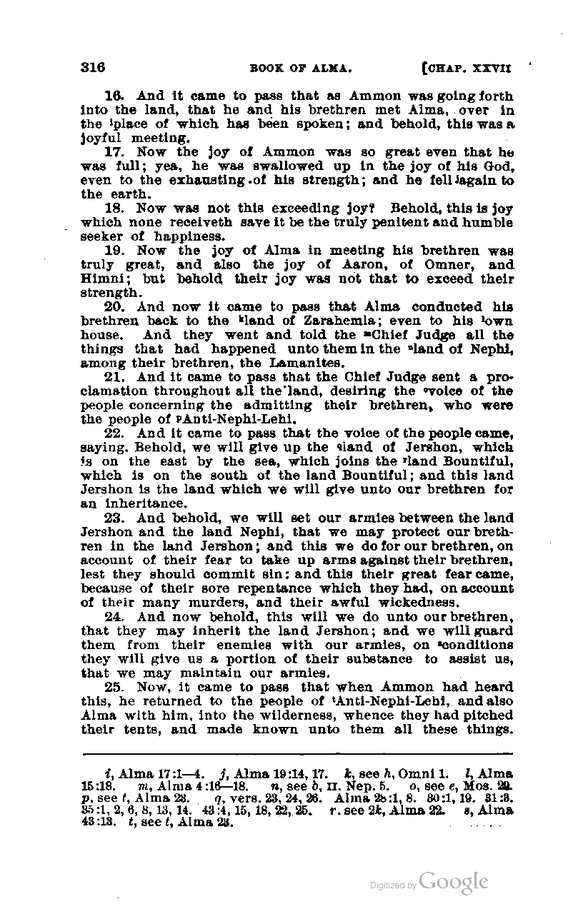 316 BOOK OF ALMA. [CHAP. XXVII
16. And it came to pass that as Ammon was going forth
into the land, that he and his brethren met Alma, over in
the ⁱplace of which has been spoken; and behold, this was a
joyful meeting.
17. Now the joy of Ammon was so great even that he
was full; yea, he was swallowed up in the joy of his God,
even to the exhausting of his strength; and he fell ʲagain to
the earth.
18. Now was not this exceeding joy? Behold, this is joy
which none receiveth save it be the truly penitent and humble
seeker of happiness.
19. Now the joy of Alma in meeting his brethren was
truly great, and also the joy of Aaron, of Omner, and
Himni; but behold their joy was not that to exceed their
strength.
20. And now it came to pass that Alma conducted his
brethren back to the ᵏland of Zarahemla; even to his ˡown
house. And they went and told the ᵐChief Judge all the
things that had happened unto them in the ⁿland of Nephi,
among their brethren, the Lamanites.
21. And it came to pass that the Chief Judge sent a pro-
clamation throughout all the land, desiring the ᵒvoice of the
people concerning the admitting their brethren, who were
the people of ᵖAnti-Nephi-Lehi.
22. And it came to pass that the voice of the people came,
saying. Behold, we will give up the qland of Jershon, which
is on the east by the sea, which joins the ʳland Bountiful,
which is on the south of the land Bountiful; and this land
Jershon is the land which we will give unto our brethren for
an inheritance.
23. And behold, we will set our armies between the land
Jershon and the land Nephi, that we may protect our breth-
ren in the land Jershon; and this we do for our brethren, on
account of their fear to take up arms against their brethren,
lest they should commit sin: and this their great fear came,
because of their sore repentance which they had, on account
of their many murders, and their awful wickedness.
24. And now behold, this will we do unto our brethren,
that they may inherit the land Jershon; and we will guard
them from their enemies with our armies, on ˢconditions
they will give us a portion of their substance to assist us,
that we may maintain our armies.
25. Now, it came to pass that when Ammon had heard
this, he returned to the people of ᵗAnti-Nephi-Lehi, and also
Alma with him, into the wilderness, whence they had pitched
their tents, and made known unto them all these things.
i, Alma 17:1—4. j, Alma 19:14, 17. k, see h, Omni 1. l, Alma
15:18. m, Alma 4:16—18. n, see b, II. Nep. 5. o, see e, Mos. 29.
p, see t, Alma 23. q, vers. 23, 24, 26. Alma 28:1, 8. 30:1, 19. 31:3.
35:1, 2, 6, 8, 13, 14. 43:4, 15, 18, 22, 25. r. see 2k, Alma 22. s, Alma
43:13. t, see t, Alma 23.
Digitized by Google